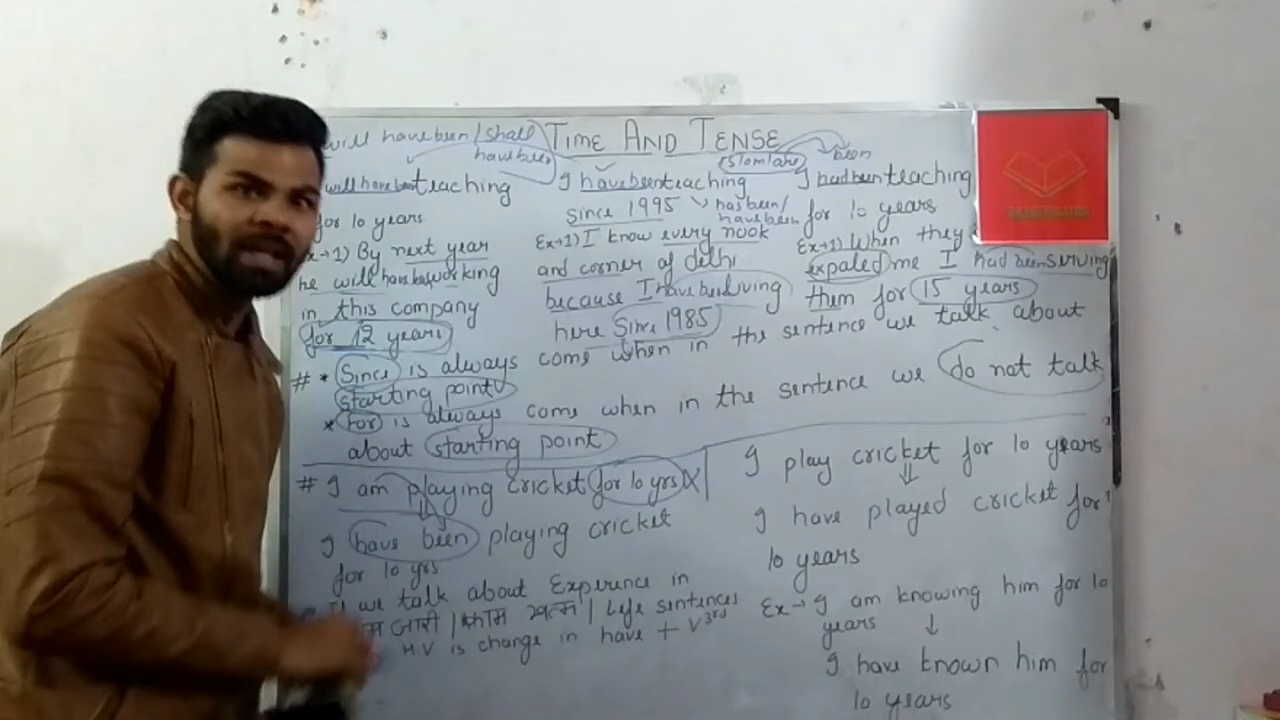 will have been / shall have been
TIME AND TENSE
been
will have been teaching
for 10 years
Ex→1) By next year
he will have been working
in this company
for 12 years
I have been teaching
since 1995 → has been/
have been
Ex→1) I know every nook
and corner of delhi
because I have been living
here Since 1985
I had been teaching
for 10 years
Ex→1) When they
expaled me I had been serving
them for 15 years
# * Since is always come when in the sentence we talk about
starting point
* For is always come when in the sentence we do not talk
about starting point
# I am playing cricket for 10 yrs X
I have been playing cricket
for 10 yrs
If we talk about Experince in
काम जारी / काम खत्म / Life sentences
HV is change in have + V3rd
I play cricket for 10 years
⇓
I have played cricket for
10 years
Ex→ I am knowing him for 10
years ↓
I have known him for
10 years